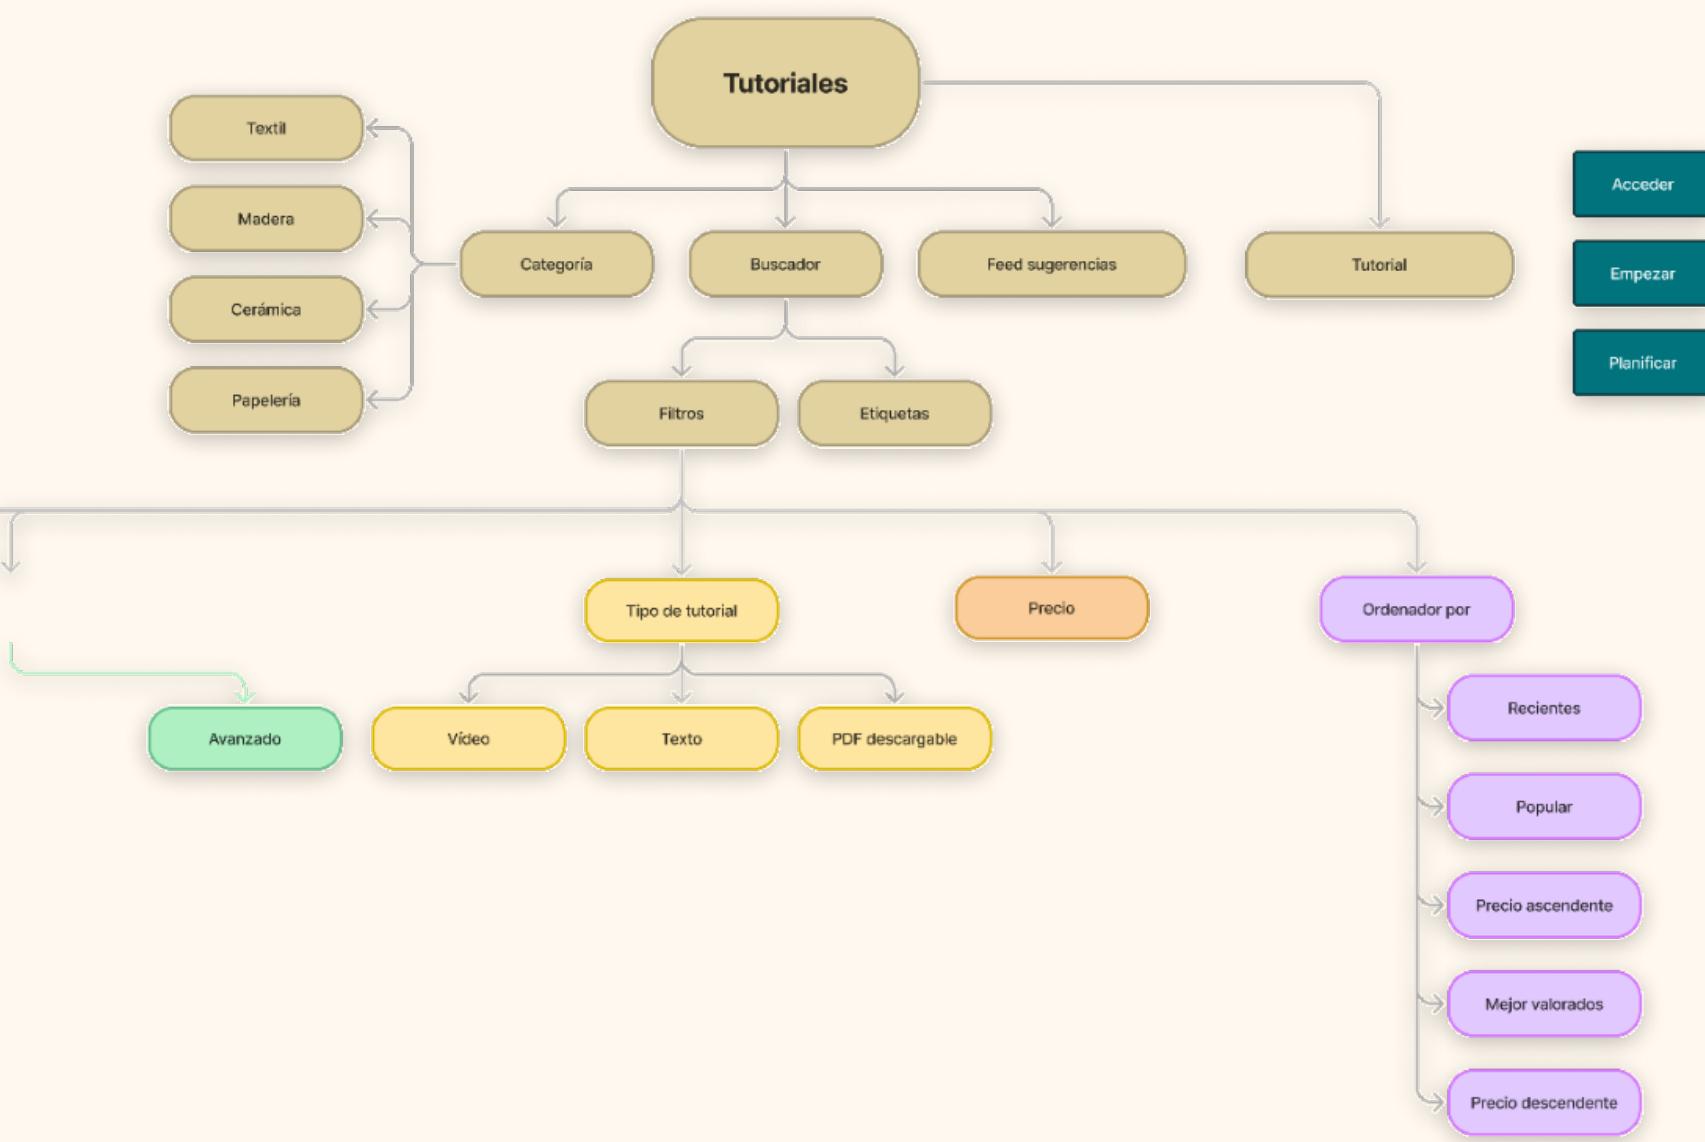 Tutoriales
Textil
Madera
Cerámica
Papelería
Categoría
Buscador
Feed sugerencias
Tutorial
Acceder
Empezar
Planificar
Filtros
Etiquetas
Tipo de tutorial
Precio
Ordenador por
Avanzado
Vídeo
Texto
PDF descargable
Recientes
Popular
Precio ascendente
Mejor valorados
Precio descendente